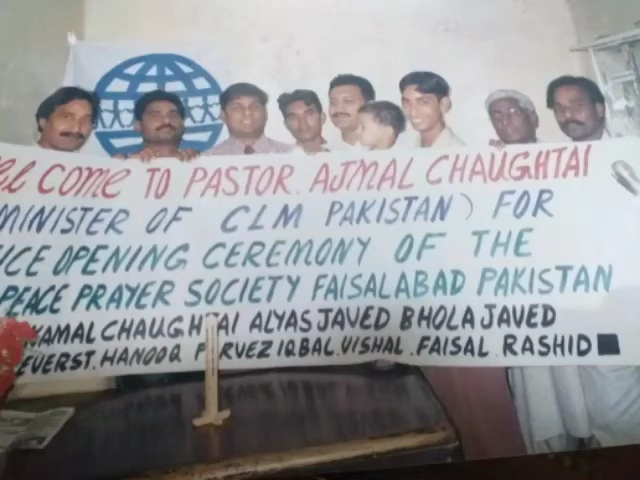 COME TO PASTOR. AJMAL CHAUGHTAI
MINISTER OF CLM PAKISTAN) FOR
OPENING CEREMONY OF THE
PEACE PRAYER SOCIETY FAISALABAD PAKISTAN
CHAUGHTAI ALYAS JAVED BHOLA JAVED
HANOOQ PARVEZ IQBAL. VISHAL. FAISAL. RASHID